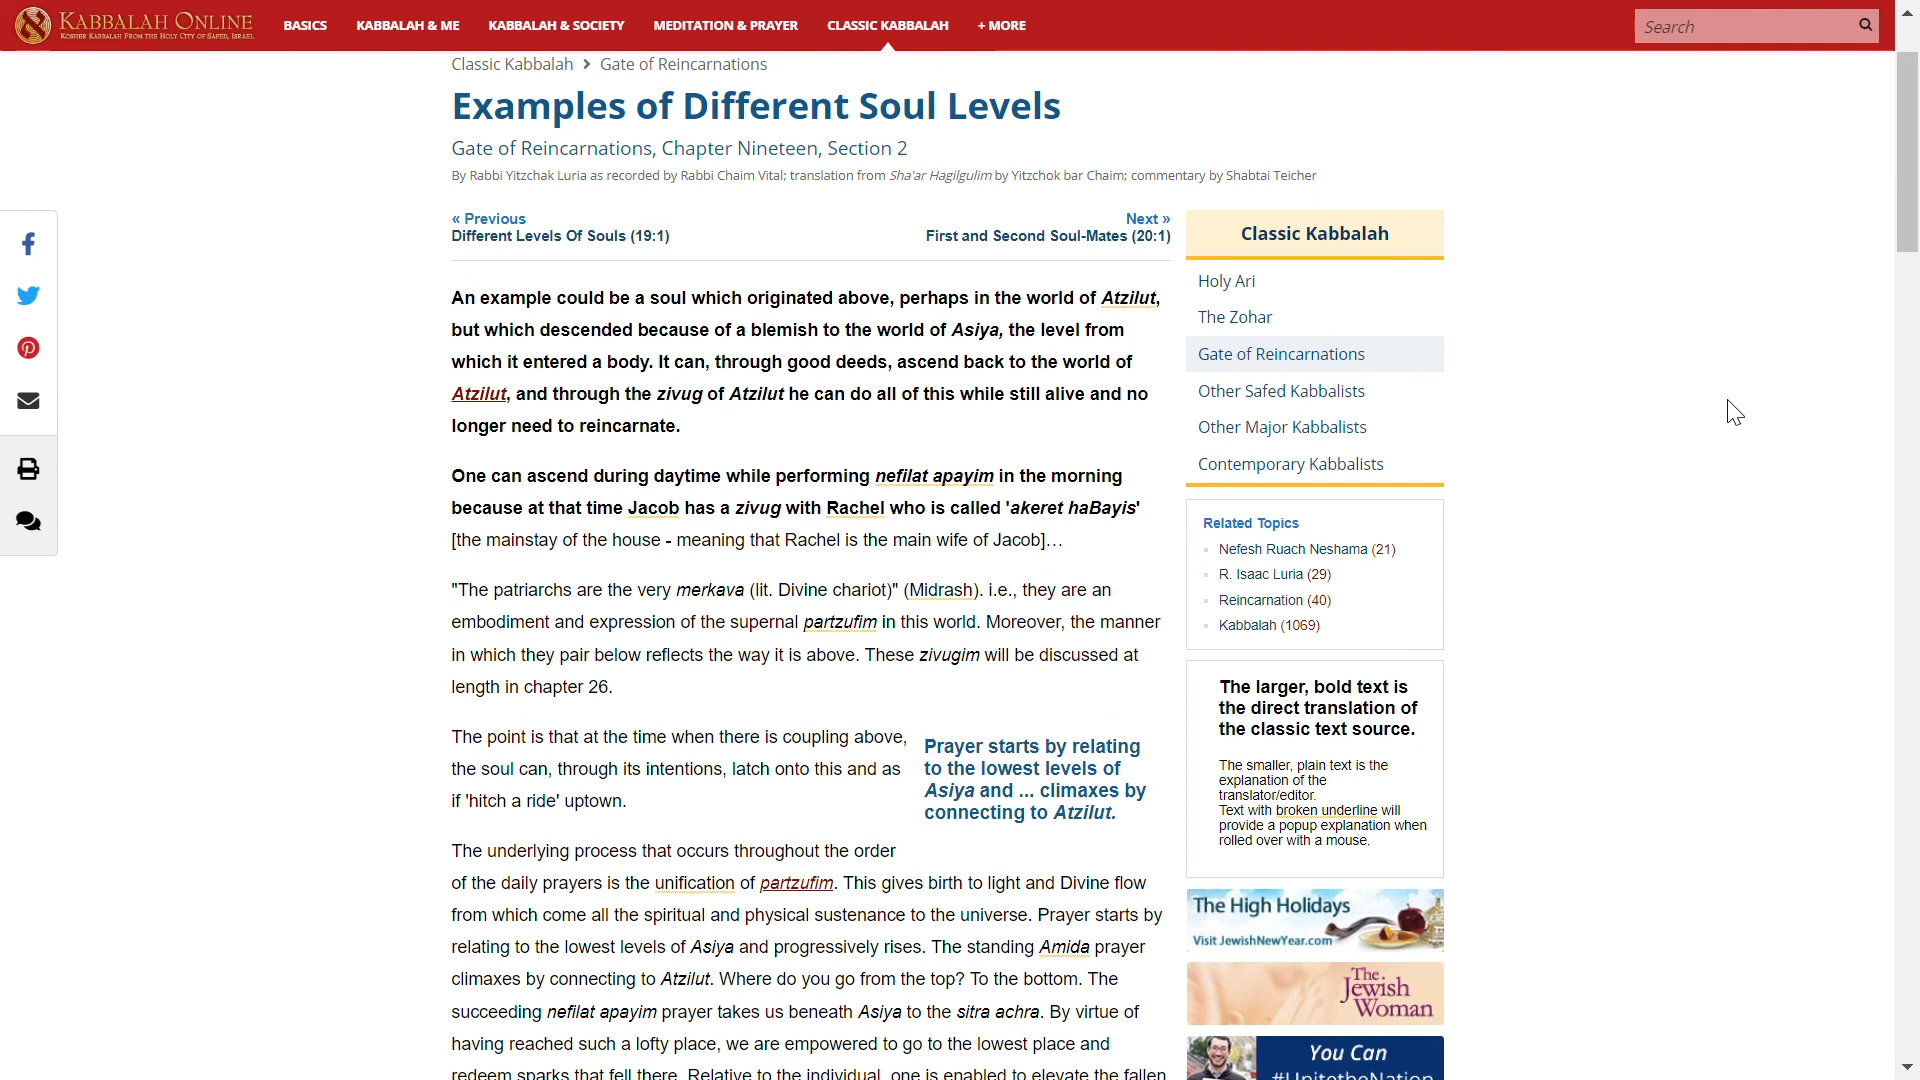 KABBALAH ONLINE
KOSHER KABBALAH FROM THE HOLY CITY OF SAFED, ISRAEL
BASICS
KABBALAH & ME
KABBALAH & SOCIETY
MEDITATION & PRAYER
CLASSIC KABBALAH
+ MORE
Search
Classic Kabbalah > Gate of Reincarnations
Examples of Different Soul Levels
Gate of Reincarnations, Chapter Nineteen, Section 2
By Rabbi Yitzchak Luria as recorded by Rabbi Chaim Vital; translation from Sha'ar Hagilgulim by Yitzchok bar Chaim; commentary by Shabtai Teicher
« Previous
Different Levels Of Souls (19:1)
Next »
First and Second Soul-Mates (20:1)
An example could be a soul which originated above, perhaps in the world of Atzilut,
but which descended because of a blemish to the world of Asiya, the level from
which it entered a body. It can, through good deeds, ascend back to the world of
Atzilut, and through the zivug of Atzilut he can do all of this while still alive and no
longer need to reincarnate.
One can ascend during daytime while performing nefilat apayim in the morning
because at that time Jacob has a zivug with Rachel who is called 'akeret haBayis'
[the mainstay of the house - meaning that Rachel is the main wife of Jacob]…
"The patriarchs are the very merkava (lit. Divine chariot)" (Midrash). i.e., they are an
embodiment and expression of the supernal partzufim in this world. Moreover, the manner
in which they pair below reflects the way it is above. These zivugim will be discussed at
length in chapter 26.
The point is that at the time when there is coupling above,
the soul can, through its intentions, latch onto this and as
if 'hitch a ride' uptown.
Prayer starts by relating
to the lowest levels of
Asiya and ... climaxes by
connecting to Atzilut.
The underlying process that occurs throughout the order
of the daily prayers is the unification of partzufim. This gives birth to light and Divine flow
from which come all the spiritual and physical sustenance to the universe. Prayer starts by
relating to the lowest levels of Asiya and progressively rises. The standing Amida prayer
climaxes by connecting to Atzilut. Where do you go from the top? To the bottom. The
succeeding nefilat apayim prayer takes us beneath Asiya to the sitra achra. By virtue of
having reached such a lofty place, we are empowered to go to the lowest place and
redeem sparks that fell there. Relative to the individual, one is enabled to elevate the fallen
Classic Kabbalah
Holy Ari
The Zohar
Gate of Reincarnations
Other Safed Kabbalists
Other Major Kabbalists
Contemporary Kabbalists
Related Topics
Nefesh Ruach Neshama (21)
R. Isaac Luria (29)
Reincarnation (40)
Kabbalah (1069)
The larger, bold text is
the direct translation of
the classic text source.
The smaller, plain text is the
explanation of the
translator/editor.
Text with broken underline will
provide a popup explanation when
rolled over with a mouse.
The High Holidays
Visit JewishNewYear.com
The
Jewish
Woman
You Can
#UnitetheNation